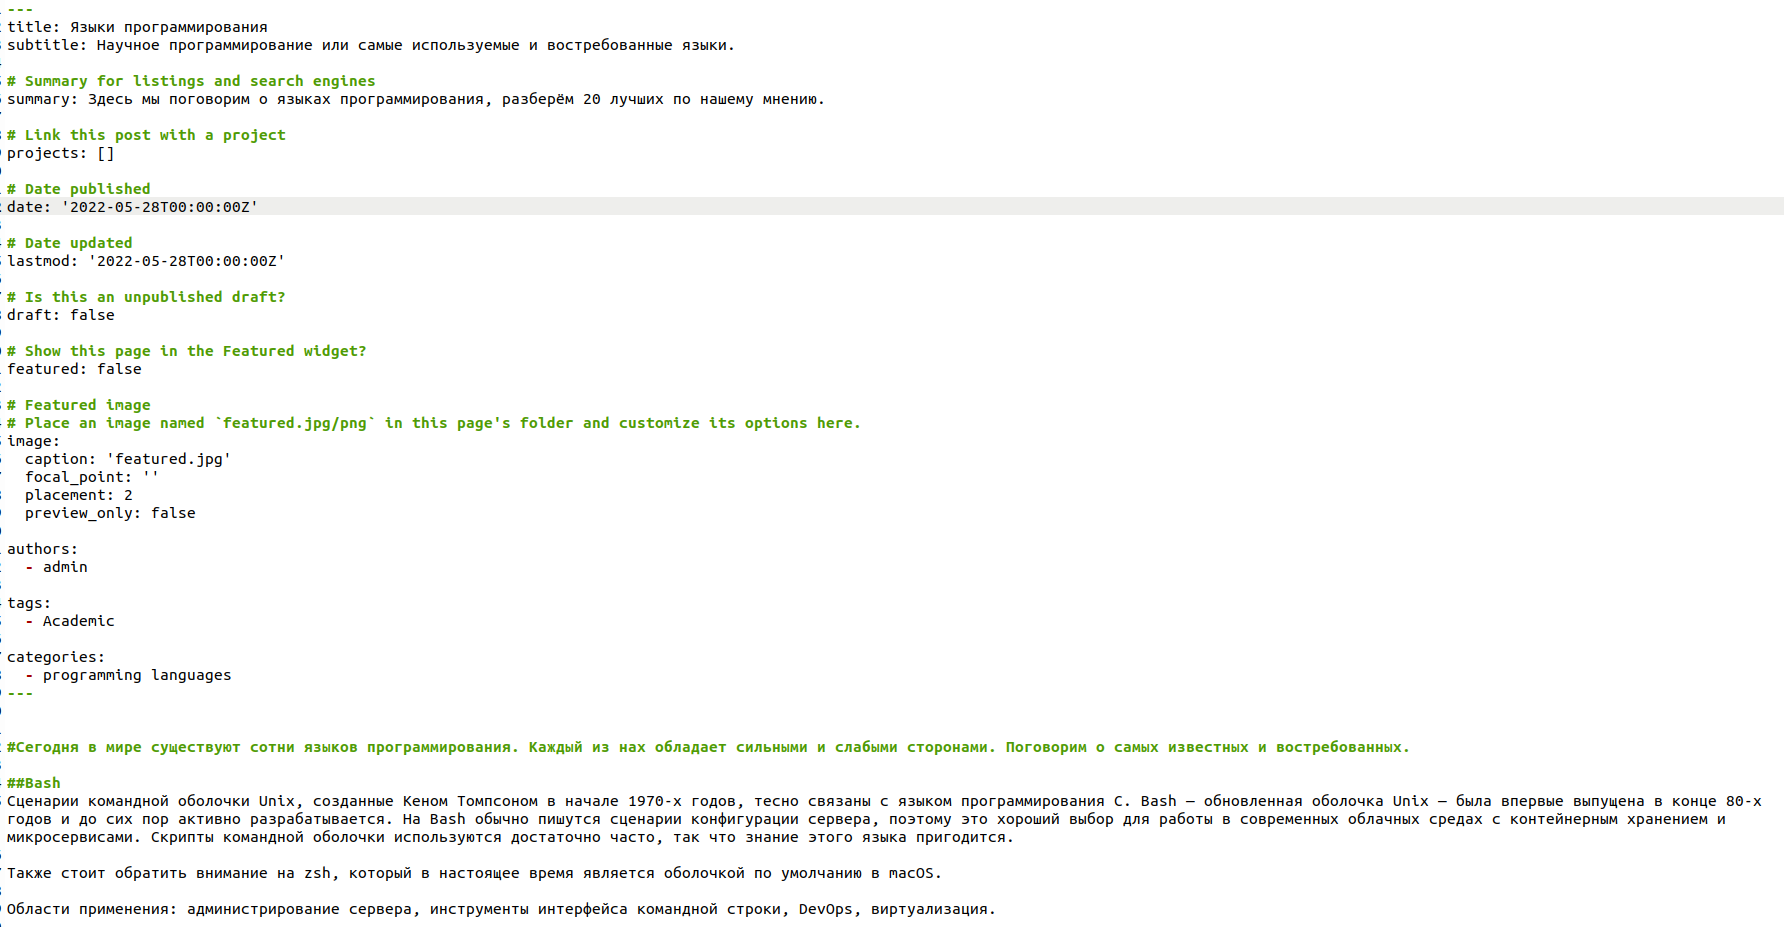 ---
title: Языки программирования
subtitle: Научное программирование или самые используемые и востребованные языки.
# Summary for listings and search engines
summary: Здесь мы поговорим о языках программирования, разберём 20 лучших по нашему мнению.
# Link this post with a project
projects: []
# Date published
date: '2022-05-28T00:00:00Z'
# Date updated
lastmod: '2022-05-28T00:00:00Z'
# Is this an unpublished draft?
draft: false
# Show this page in the Featured widget?
featured: false
# Featured image
# Place an image named `featured.jpg/png` in this page's folder and customize its options here.
image:
  caption: 'featured.jpg'
  focal_point: ''
  placement: 2
  preview_only: false
authors:
  - admin
tags:
  - Academic
categories:
  - programming languages
---
#Сегодня в мире существуют сотни языков программирования. Каждый из нах обладает сильными и слабыми сторонами. Поговорим о самых известных и востребованных.
##Bash
Сценарии командной оболочки Unix, созданные Кеном Томпсоном в начале 1970-х годов, тесно связаны с языком программирования С. Bash — обновленная оболочка Unix — была впервые выпущена в конце 80-х
годов и до сих пор активно разрабатывается. На Bash обычно пишутся сценарии конфигурации сервера, поэтому это хороший выбор для работы в современных облачных средах с контейнерным хранением и
микросервисами. Скрипты командной оболочки используются достаточно часто, так что знание этого языка пригодится.
Также стоит обратить внимание на zsh, который в настоящее время является оболочкой по умолчанию в macOS.
Области применения: администрирование сервера, инструменты интерфейса командной строки, DevOps, виртуализация.